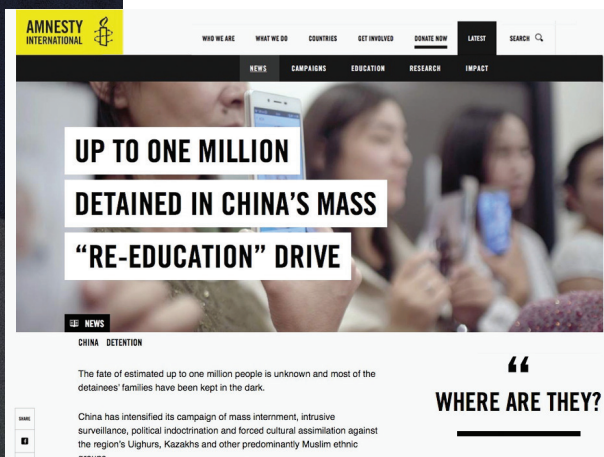 AMNESTY
INTERNATIONAL
WHO WE ARE
WHAT WE DO
COUNTRIES
GET INVOLVED
DONATE NOW
LATEST
SEARCH
NEWS
CAMPAIGNS
EDUCATION
RESEARCH
IMPACT
UP TO ONE MILLION
DETAINED IN CHINA'S MASS
"RE-EDUCATION" DRIVE
NEWS
CHINA DETENTION
The fate of estimated up to one million people is unknown and most of the
detainees' families have been kept in the dark.
China has intensified its campaign of mass internment, intrusive
surveillance, political indoctrination and forced cultural assimilation against
the region's Uighurs, Kazakhs and other predominantly Muslim ethnic
“
WHERE ARE THEY?
SHARE